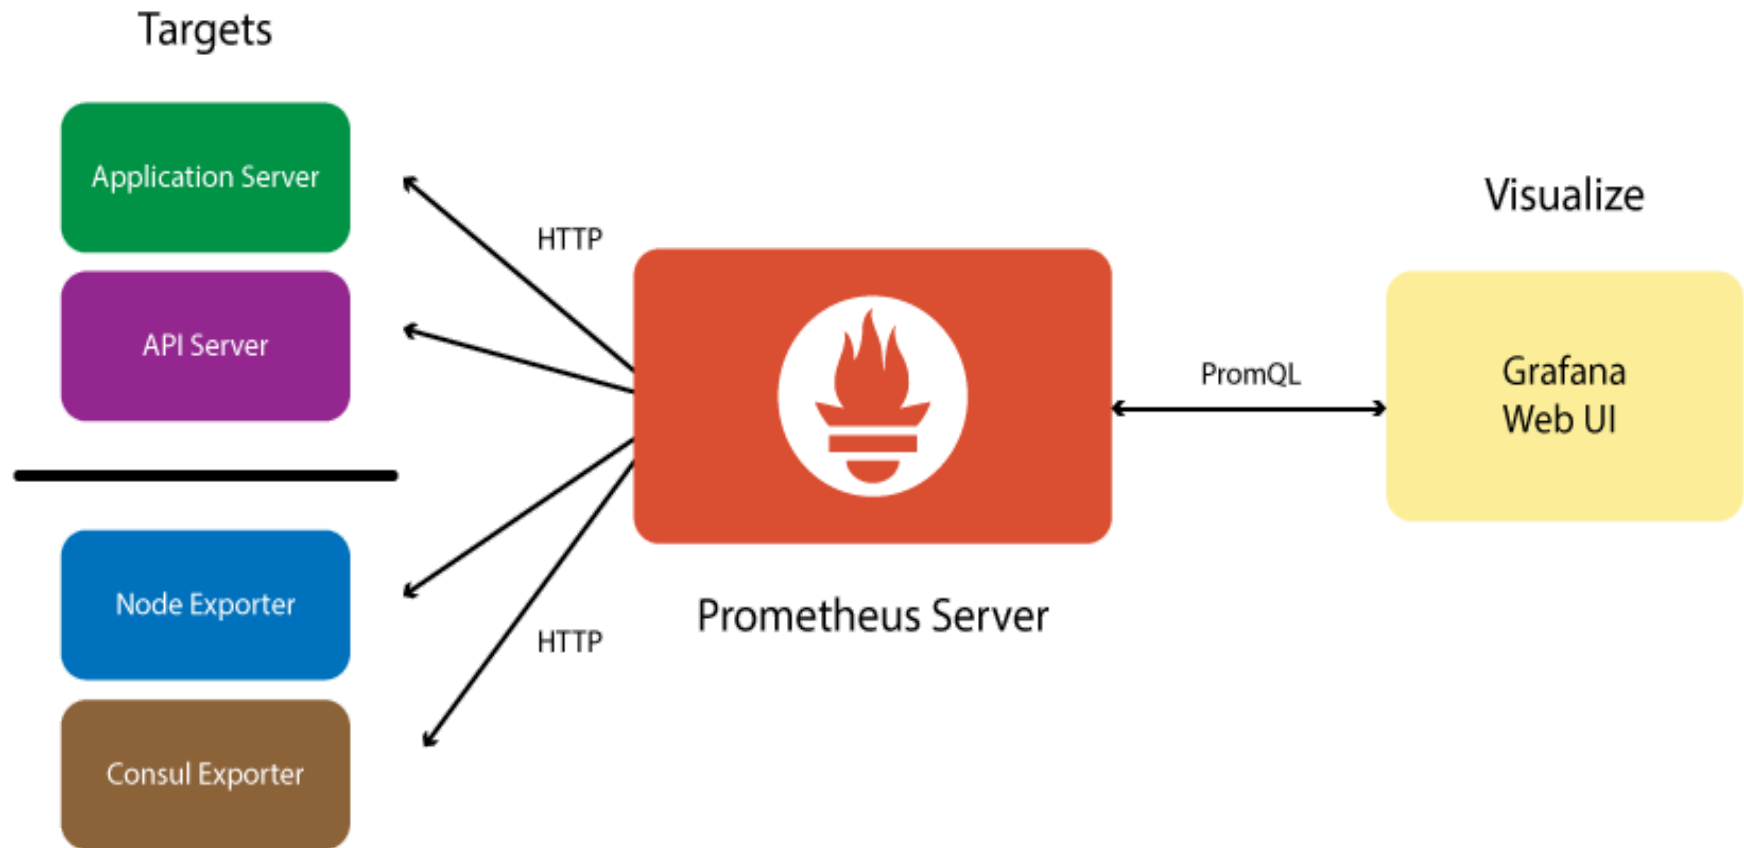 Targets
Application Server
API Server
Node Exporter
Consul Exporter
HTTP
HTTP
Prometheus Server
PromQL
Visualize
Grafana
Web UI